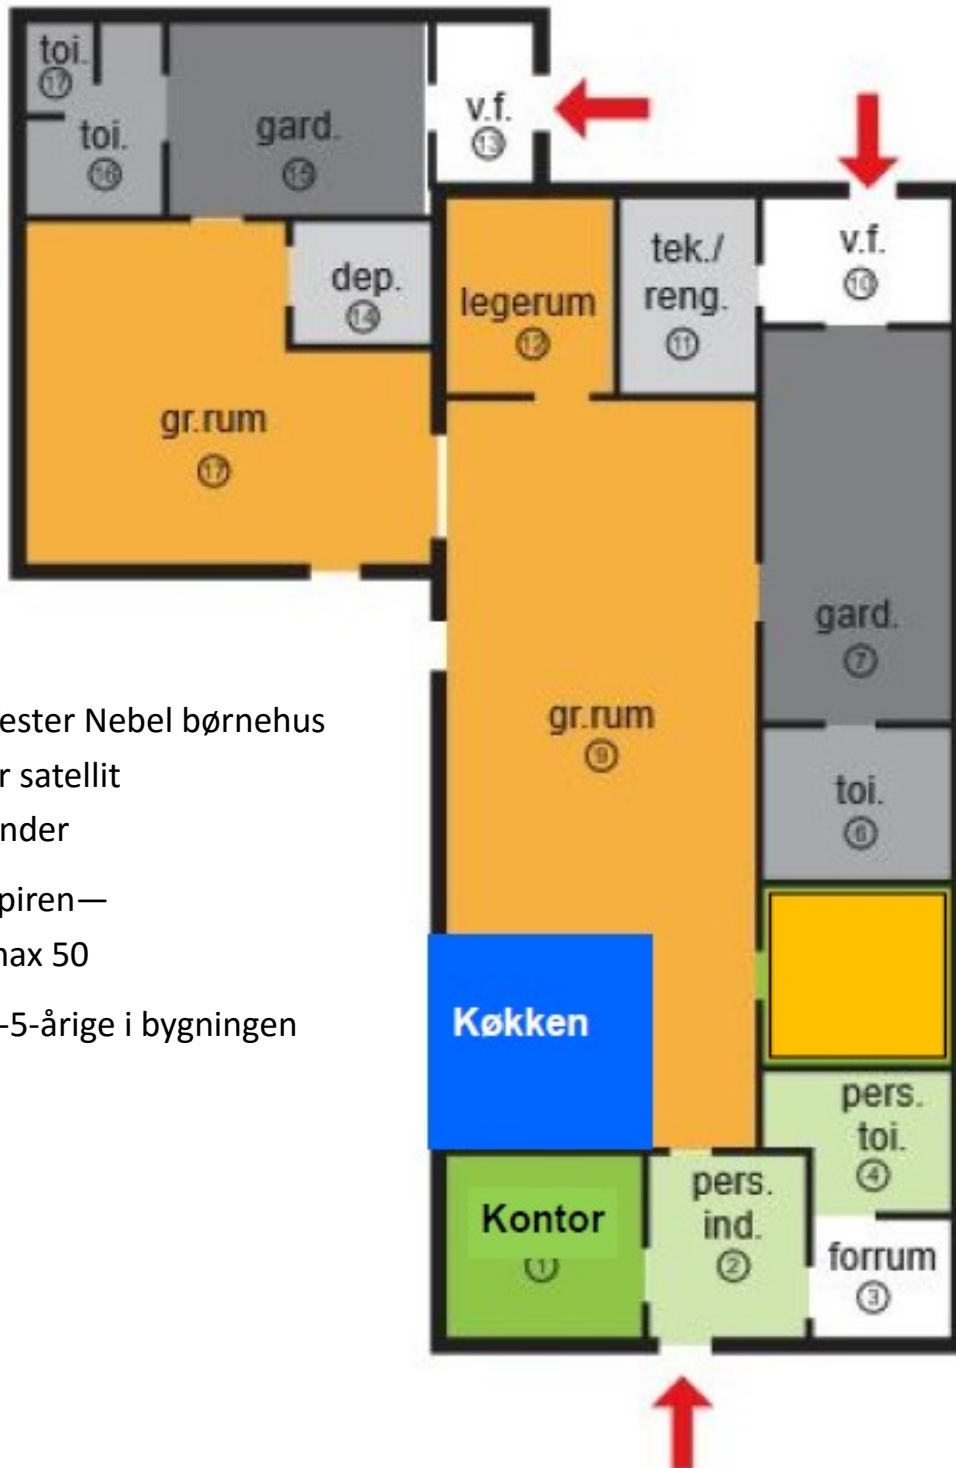 toi.
17
toi.
16
gard.
15
v.f.
13
dep.
14
legerum
12
tek./
reng.
11
v.f.
10
gr.rum
17
gard.
7
gr.rum
9
ester Nebel børnehus
r satellit
nder
toi.
6
piren—
max 50
-5-årige i bygningen
Køkken
pers.
toi.
4
Kontor
1
pers.
ind.
2
forrum
3